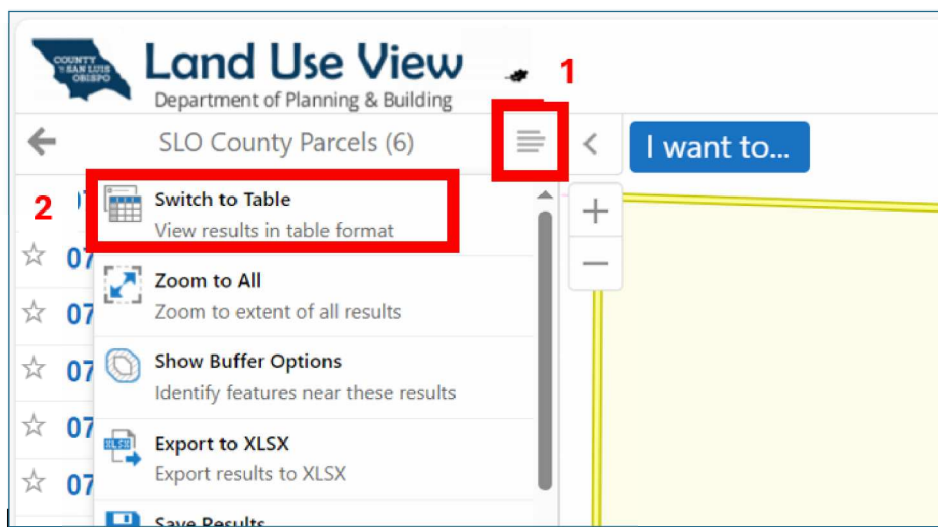 COUNTY
OF SAN LUIS
OBISPO
Land Use View
Department of Planning & Building
1
SLO County Parcels (6)
I want to...
2
Switch to Table
View results in table format
07
Zoom to All
Zoom to extent of all results
07
Show Buffer Options
Identify features near these results
07
07
Export to XLSX
XLSX
Export results to XLSX
07
Save Results